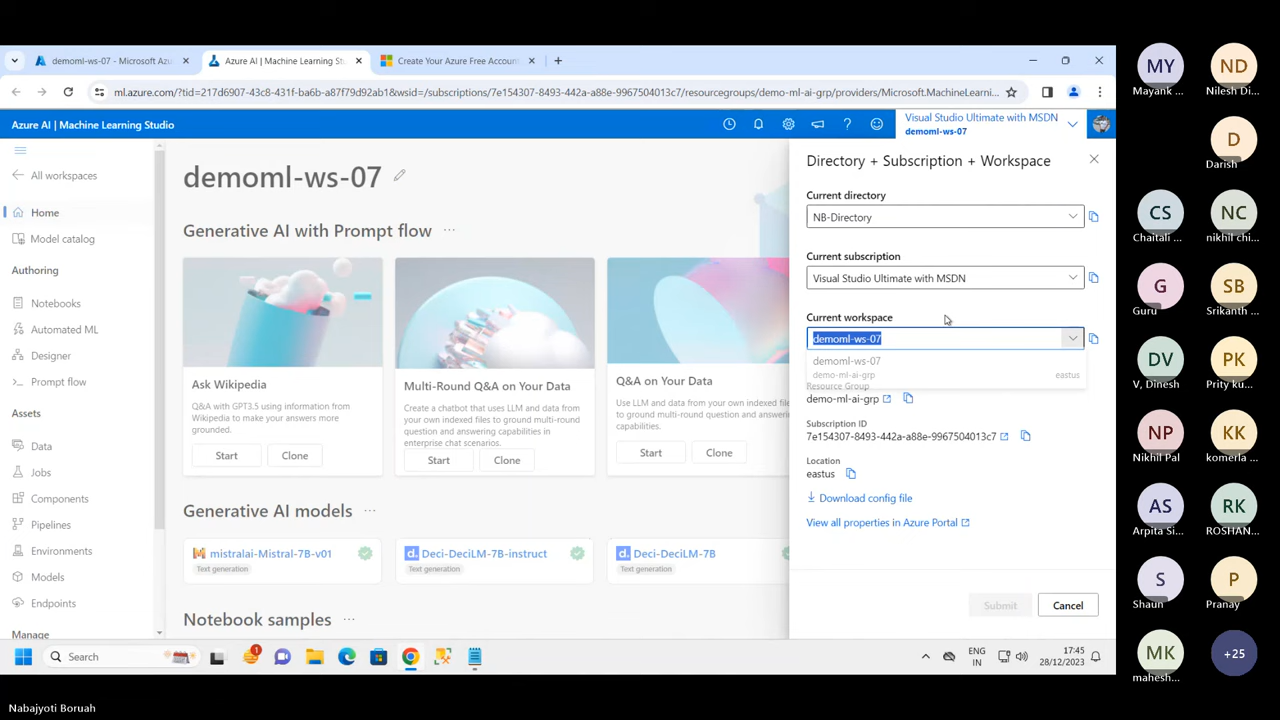 demoml-ws-07 - Microsoft Azu
Azure AI | Machine Learning Stu
Create Your Azure Free Accoun
ml.azure.com/?tid=217d6907-43c8-431f-ba6b-a87f79d92ab1&wsid=/subscriptions/7e154307-8493-442a-a88e-9967504013c7/resourcegroups/demo-ml-ai-grp/providers/Microsoft.MachineLearni...
Azure AI | Machine Learning Studio
Visual Studio Ultimate with MSDN
demoml-ws-07
All workspaces
Home
Model catalog
Authoring
Notebooks
Automated ML
Designer
Prompt flow
Assets
Data
Jobs
Components
Pipelines
Environments
Models
Endpoints
Manage
demoml-ws-07
Generative AI with Prompt flow ...
Ask Wikipedia
Q&A with GPT3.5 using information from
Wikipedia to make your answers more
grounded.
Start
Clone
Multi-Round Q&A on Your Data
Create a chatbot that uses LLM and data from
your own indexed files to ground multi-round
question and answering capabilities in
enterprise chat scenarios.
Start
Clone
Q&A on Your Data
Use LLM and data from your own indexed
files to ground multi-round question and answering
capabilities.
Start
Clone
Generative AI models ...
mistralai-Mistral-7B-v01
Text generation
Deci-DeciLM-7B-instruct
Text generation
Deci-DeciLM-7B
Text generation
Notebook samples ...
Directory + Subscription + Workspace
Current directory
NB-Directory
Current subscription
Visual Studio Ultimate with MSDN
Current workspace
demoml-ws-07
demoml-ws-07
demo-ml-ai-grp eastus
Resource Group
demo-ml-ai-grp
Subscription ID
7e154307-8493-442a-a88e-9967504013c7
Location
eastus
Download config file
View all properties in Azure Portal
Submit
Cancel
Search
1
ENG
IN
17:45
28/12/2023
MY
Mayank ...
ND
Nilesh Di...
D
Darish
CS
Chaitali ...
NC
nikhil chi...
G
Guru
SB
Srikanth ...
DV
V, Dinesh
PK
Prity ku...
NP
Nikhil Pal
KK
komerla ...
AS
Arpita Si...
RK
ROSHAN...
S
Shaun
P
Pranay
MK
mahesh...
+25
Nabajyoti Boruah